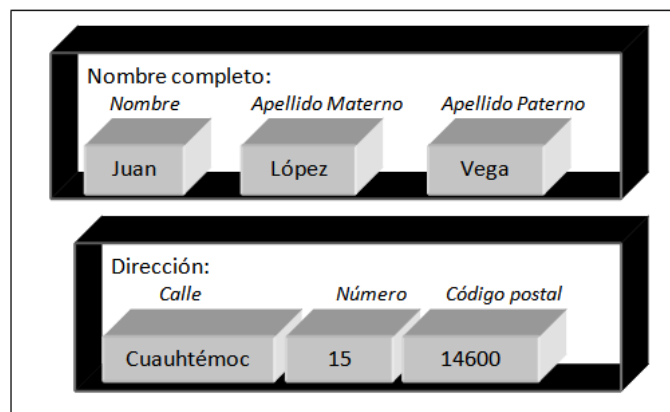 Nombre completo:
Nombre Apellido Materno Apellido Paterno
Juan López Vega
Dirección:
Calle Número Código postal
Cuauhtémoc 15 14600